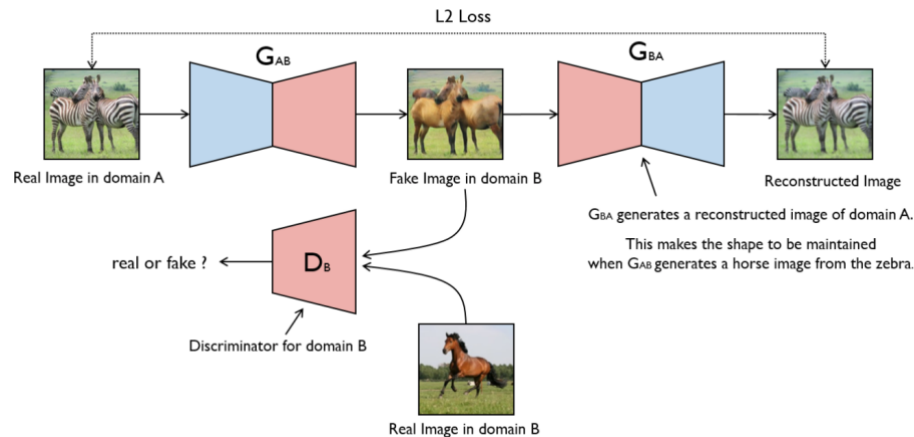 L2 Loss
GAB
GBA
Real Image in domain A
Fake Image in domain B
Reconstructed Image
GBA generates a reconstructed image of domain A.
This makes the shape to be maintained
when GAB generates a horse image from the zebra.
real or fake ?
DB
Discriminator for domain B
Real Image in domain B